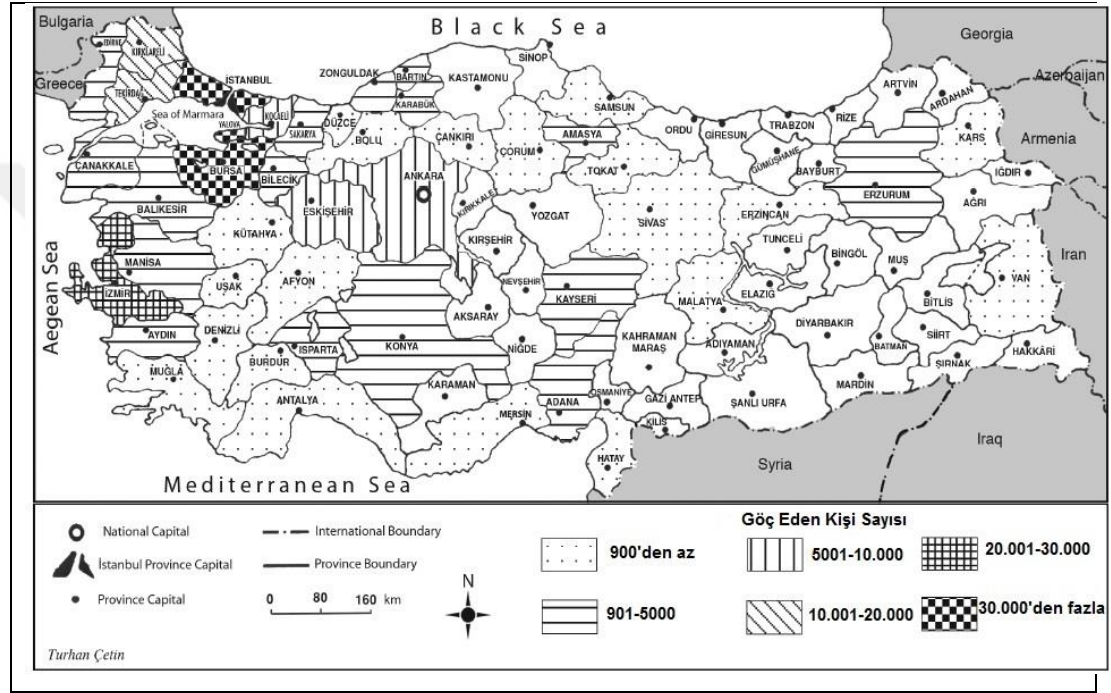 Bulgaria
Black Sea
Georgia
EDİRNE
KIRKLARELİ
SİNOP
İSTANBUL
ZONGULDAK
BARTIN
KASTAMONU
ARTVİN
ARDAHAN
Azerbaijan
Greece
TEKİRDAĞ
KARABÜK
SAMSUN
RİZE
Sea of Marmara
KOCAELİ
YALOVA
SAKARYA
DÜZCE
BOLU
ÇANKIRI
AMASYA
ORDU
GİRESUN
TRABZON
KARS
Armenia
ÇANAKKALE
BURSA
BİLECİK
ANKARA
ÇORUM
TOKAT
GÜMÜŞHANE
BAYBURT
ERZURUM
IĞDIR
BALIKESİR
ESKİŞEHİR
KIRIKKALE
YOZGAT
SİVAS
ERZİNCAN
AĞRI
KÜTAHYA
KIRŞEHİR
TUNCELİ
BİNGÖL
MUŞ
Iran
Aegean Sea
MANİSA
İZMİR
UŞAK
AFYON
NEVŞEHİR
KAYSERİ
MALATYA
ELAZIĞ
BİTLİS
VAN
AYDIN
DENİZLİ
ISPARTA
KONYA
AKSARAY
NİĞDE
KAHRAMAN
MARAŞ
ADIYAMAN
DİYARBAKIR
BATMAN
SİİRT
HAKKÂRİ
MUĞLA
BURDUR
KARAMAN
ŞIRNAK
ANTALYA
MERSİN
ADANA
OSMANİYE
GAZİ ANTEP
ŞANLI URFA
MARDİN
KİLİS
HATAY
Syria
Iraq
Mediterranean Sea
Göç Eden Kişi Sayısı
National Capital
International Boundary
900'den az
5001-10.000
20.001-30.000
İstanbul Province Capital
Province Boundary
Province Capital
0 80 160 km
N
901-5000
10.001-20.000
30.000'den fazla
Turhan Çetin